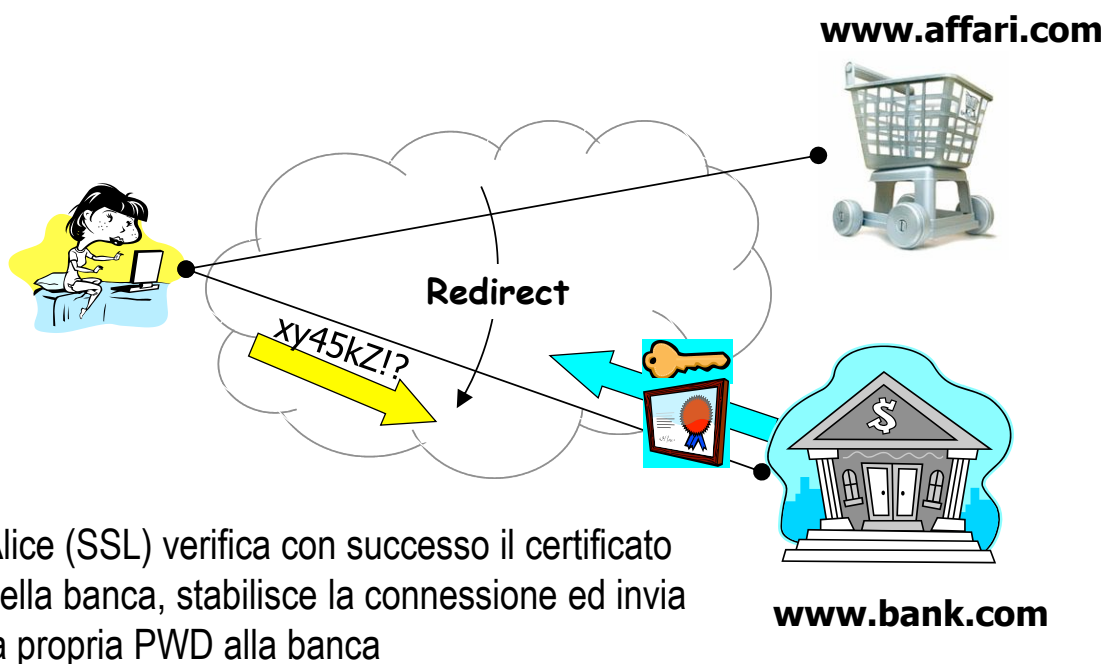 www.affari.com
Redirect
xy45kZ!?
$
lice (SSL) verifica con successo il certificato
ella banca, stabilisce la connessione ed invia
a propria PWD alla banca
www.bank.com